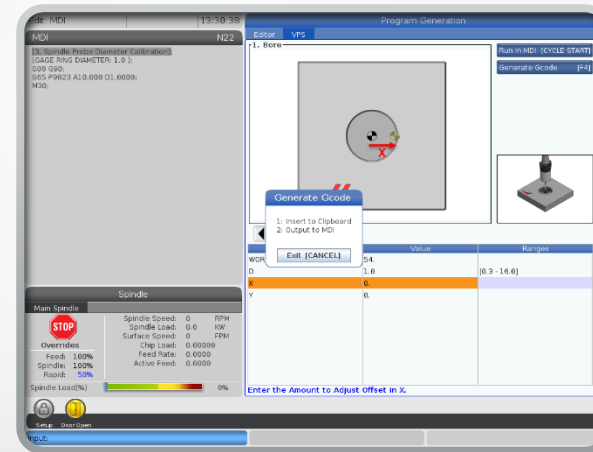 Edit: MDI
13:30:38
Program Generation
MDI
N22
(3. Spindle Probe Diameter Calibration);
(GAGE RING DIAMETER: 1.0 );
G00 G90;
G65 P9023 A10.000 D1.0000;
M30;
Editor
VPS
1. Bore
X
Run in MDI (CYCLE START)
Generate Gcode [F4]
Generate Gcode
1: Insert to Clipboard
2: Output to MDI
Exit [CANCEL]
Value
Ranges
54.
D
1.0
[0.3 - 16.0]
X
0.
Y
0.
Enter the Amount to Adjust Offset in X.
Spindle
Main Spindle
STOP
Overrides
Feed: 100%
Spindle: 100%
Rapid: 50%
Spindle Speed: 0 RPM
Spindle Load: 0.0 KW
Surface Speed: 0 FPM
Chip Load: 0.00000
Feed Rate: 0.0000
Active Feed: 0.0000
Spindle Load(%)
0%
Setup
Door Open
Input: